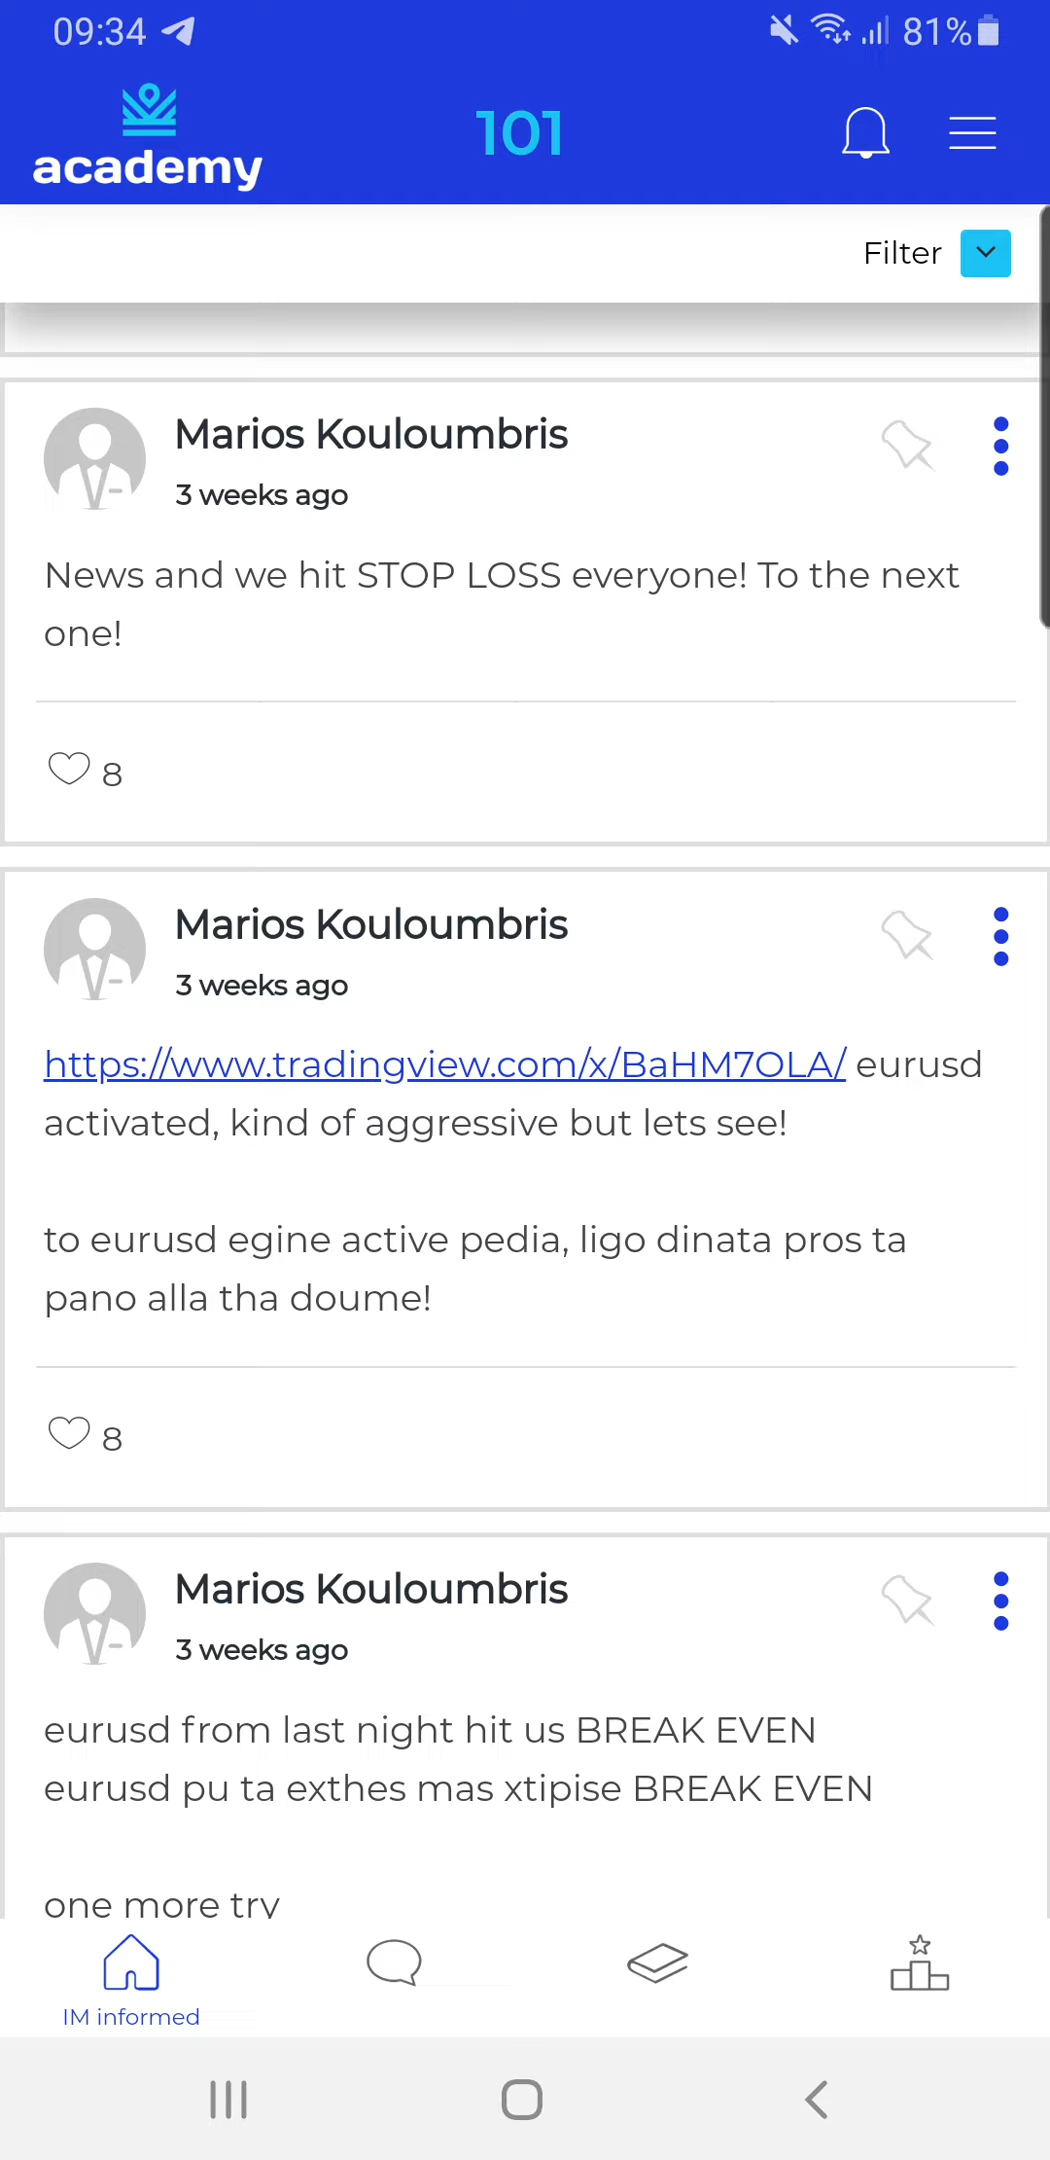 09:34
81%
academy
101
Filter
Marios Kouloumbris
3 weeks ago
News and we hit STOP LOSS everyone! To the next
one!
8
Marios Kouloumbris
3 weeks ago
https://www.tradingview.com/x/BaHM7OLA/ eurusd
activated, kind of aggressive but lets see!
to eurusd egine active pedia, ligo dinata pros ta
pano alla tha doume!
8
Marios Kouloumbris
3 weeks ago
eurusd from last night hit us BREAK EVEN
eurusd pu ta exthes mas xtipise BREAK EVEN
one more try
IM informed